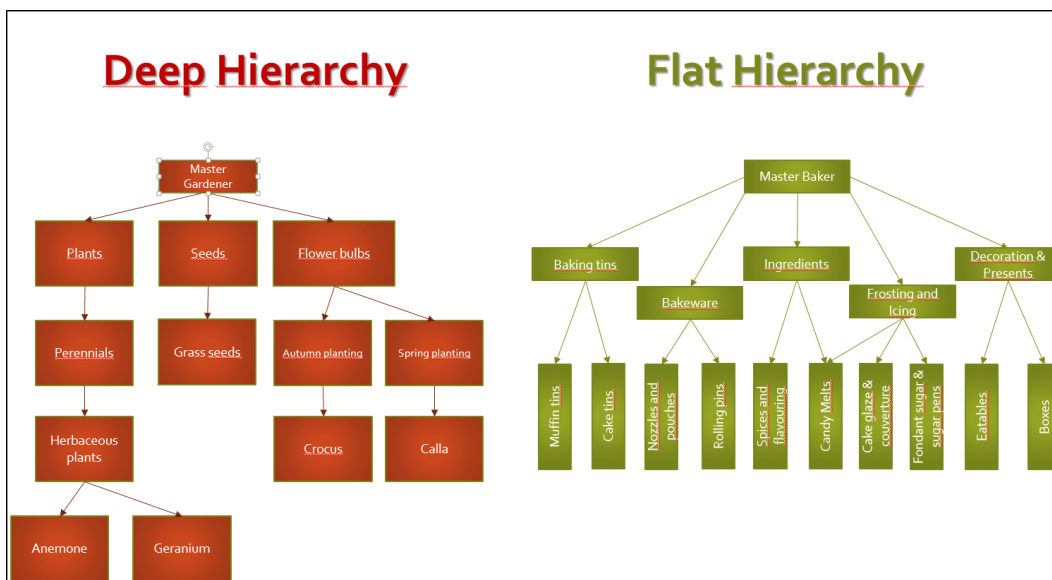 Deep Hierarchy
Flat Hierarchy
Master
Gardener
Plants
Seeds
Flower bulbs
Perennials
Grass seeds
Autumn planting
Spring planting
Herbaceous
plants
Crocus
Calla
Anemone
Geranium
Master Baker
Baking tins
Bakeware
Ingredients
Frosting and
Icing
Decoration &
Presents
Muffin tins
Cake tins
Nozzles and
pouches
Rolling pins
Spices and
flavouring
Candy Melts
Cake glaze &
couverture
Fondant sugar &
sugar pens
Eatables
Boxes